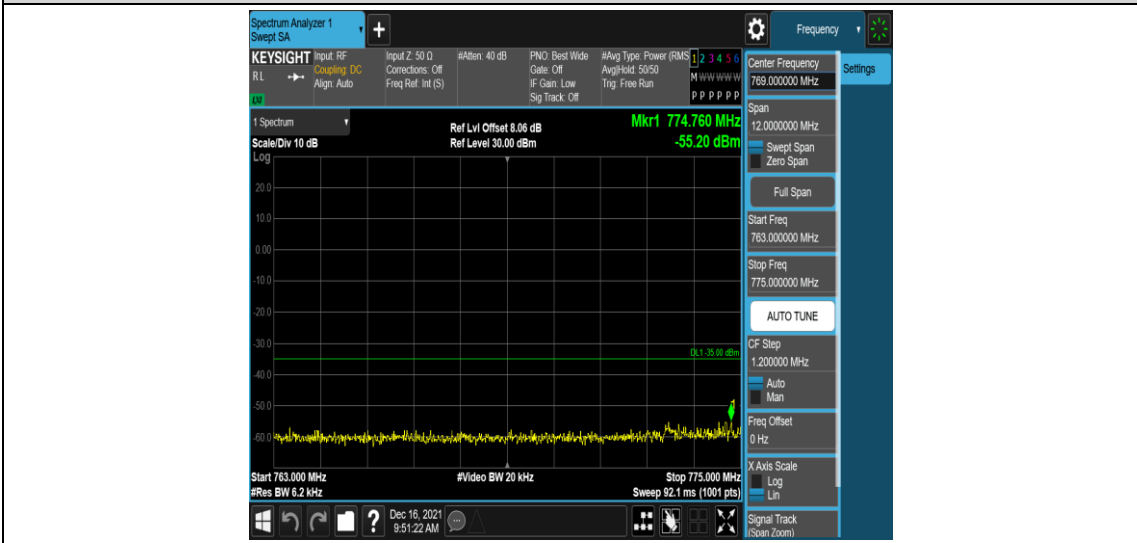 Spectrum Analyzer 1
Swept SA
+
Frequency
KEYSIGHT
RL
LXI
Input: RF
Coupling: DC
Align: Auto
Input Z: 50 Ω
Corrections: Off
Freq Ref: Int (S)
#Atten: 40 dB
PNO: Best Wide
Gate: Off
IF Gain: Low
Sig Track: Off
#Avg Type: Power (RMS
Avg|Hold: 50/50
Trig: Free Run
1 2 3 4 5 6
M W W W W W
P P P P P P
1 Spectrum
Scale/Div 10 dB
Ref Lvl Offset 8.06 dB
Ref Level 30.00 dBm
Mkr1 774.760 MHz
-55.20 dBm
Log
20.0
10.0
0.00
-10.0
-20.0
-30.0
-40.0
-50.0
-60.0
DL1 -35.00 dBm
1
Start 763.000 MHz
#Res BW 6.2 kHz
#Video BW 20 kHz
Stop 775.000 MHz
Sweep 92.1 ms (1001 pts)
?
Dec 16, 2021
9:51:22 AM
Center Frequency
769.000000 MHz
Settings
Span
12.0000000 MHz
Swept Span
Zero Span
Full Span
Start Freq
763.000000 MHz
Stop Freq
775.000000 MHz
AUTO TUNE
CF Step
1.200000 MHz
Auto
Man
Freq Offset
0 Hz
X Axis Scale
Log
Lin
Signal Track
(Span Zoom)